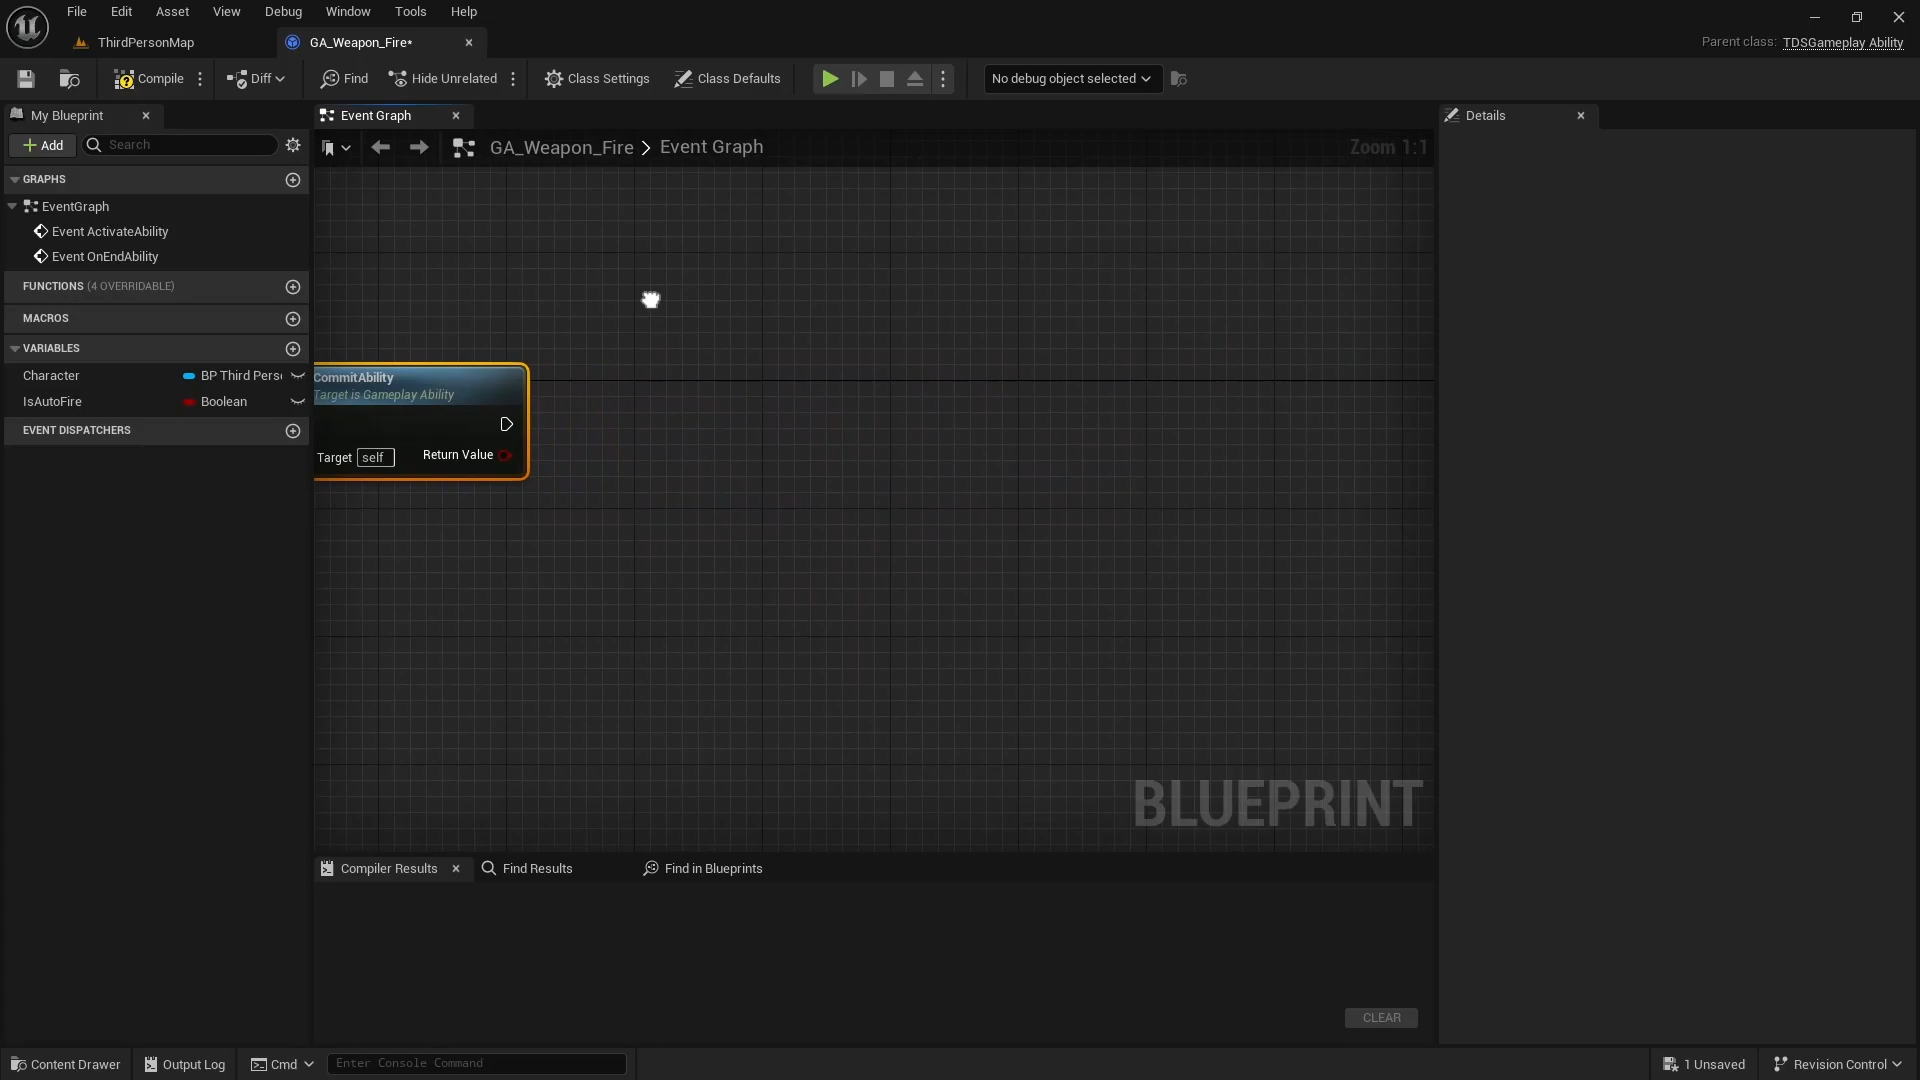 File Edit Asset View Debug Window Tools Help
ThirdPersonMap
GA_Weapon_Fire*
Parent class: TDSGameplay Ability
Compile
Diff
Find
Hide Unrelated
Class Settings
Class Defaults
No debug object selected
My Blueprint
Event Graph
Details
Add
Search
GA_Weapon_Fire > Event Graph
Zoom 1:1
GRAPHS
EventGraph
Event ActivateAbility
Event OnEndAbility
FUNCTIONS (4 OVERRIDABLE)
MACROS
VARIABLES
Character BP Third Pers
IsAutoFire Boolean
EVENT DISPATCHERS
CommitAbility
Target is Gameplay Ability
Target self
Return Value
BLUEPRINT
Compiler Results
Find Results
Find in Blueprints
CLEAR
Content Drawer
Output Log
Cmd
Enter Console Command
1 Unsaved
Revision Control